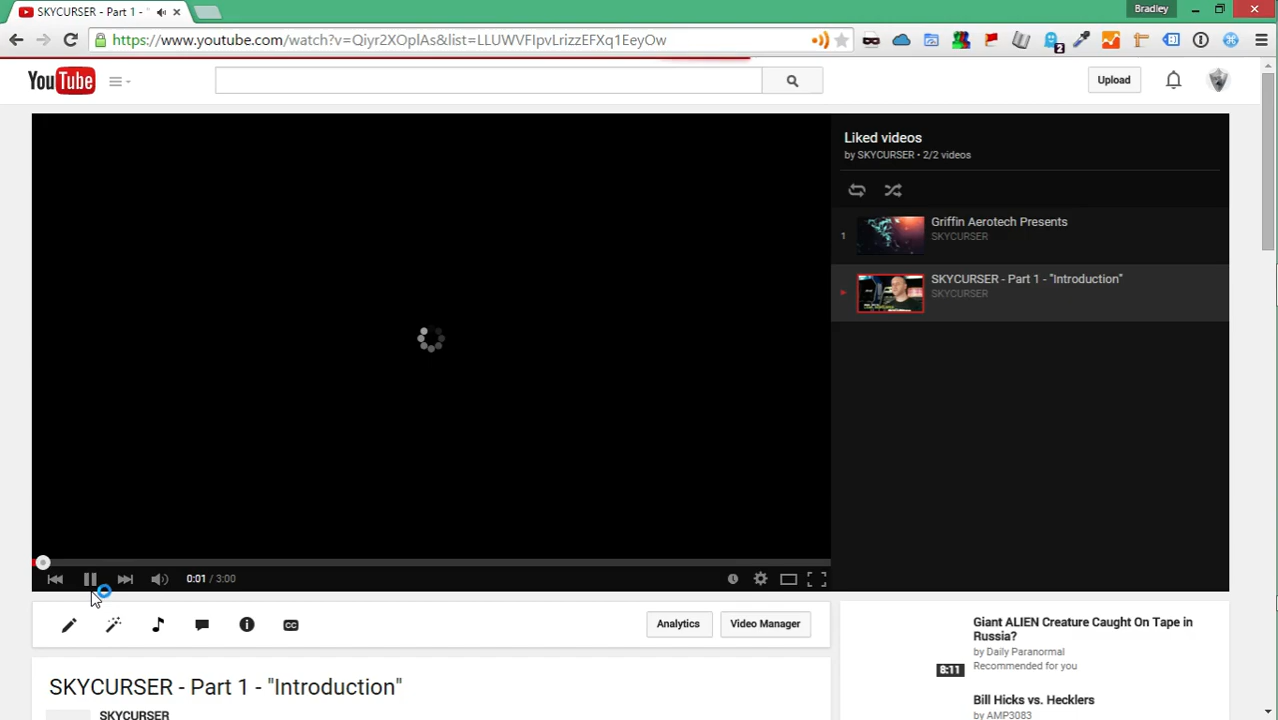 SKYCURSER - Part 1 - "
Bradley
https://www.youtube.com/watch?v=Qiyr2XOplAs&list=LLUWVFIpvLrizzEFXq1EeyOw
2
YouTube
Upload
Liked videos
by SKYCURSER • 2/2 videos
1
Griffin Aerotech Presents
SKYCURSER
SKYCURSER - Part 1 - "Introduction"
SKYCURSER
0:01 / 3:00
CC
Analytics
Video Manager
SKYCURSER - Part 1 - "Introduction"
SKYCURSER
Giant ALIEN Creature Caught On Tape in
Russia?
by Daily Paranormal
8:11
Recommended for you
Bill Hicks vs. Hecklers
by AMP3083